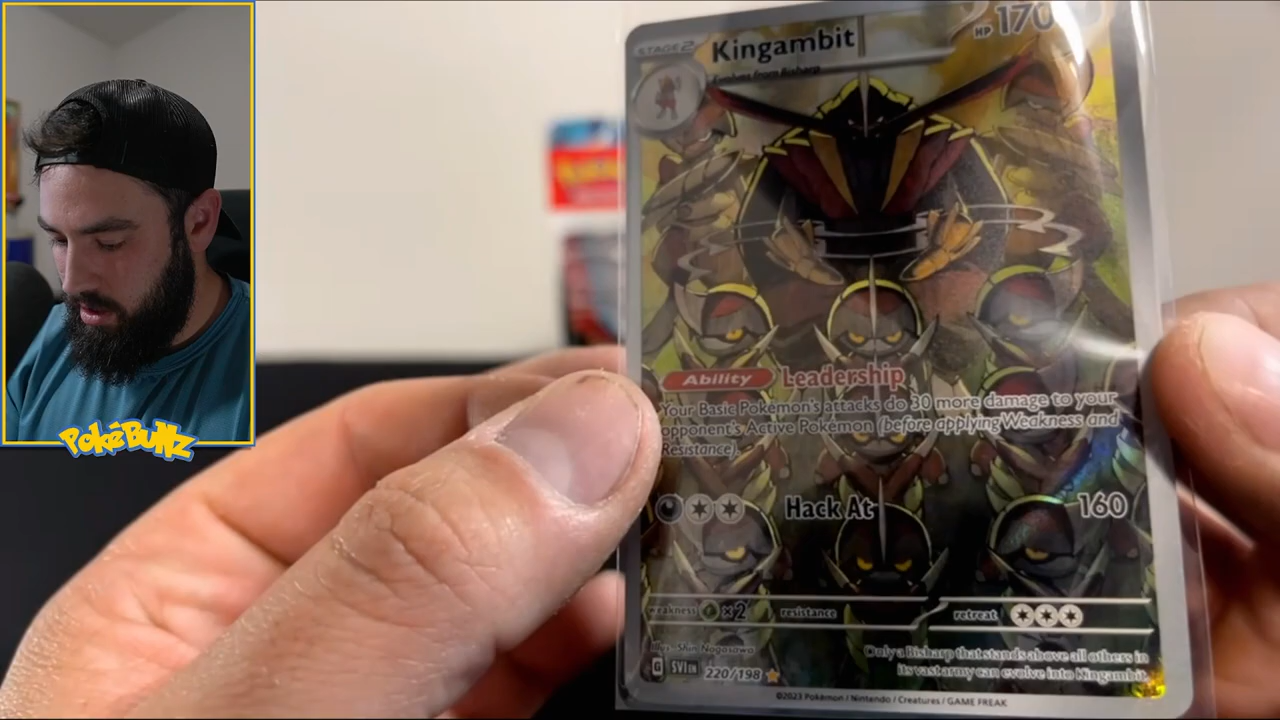 PokéBullz
STAGE 2
Kingambit
HP 170
Evolves from Bisharp
Ability Leadership
Your Basic Pokémon's attacks do 30 more damage to your
opponent's Active Pokémon (before applying Weakness and
Resistance).
Hack At 160
weakness ×2 resistance retreat
Illus. Shin Nagasawa
Only a Bisharp that stands above all others in
its vast army can evolve into Kingambit.
G SVI EN 220/198
©2023 Pokémon / Nintendo / Creatures / GAME FREAK